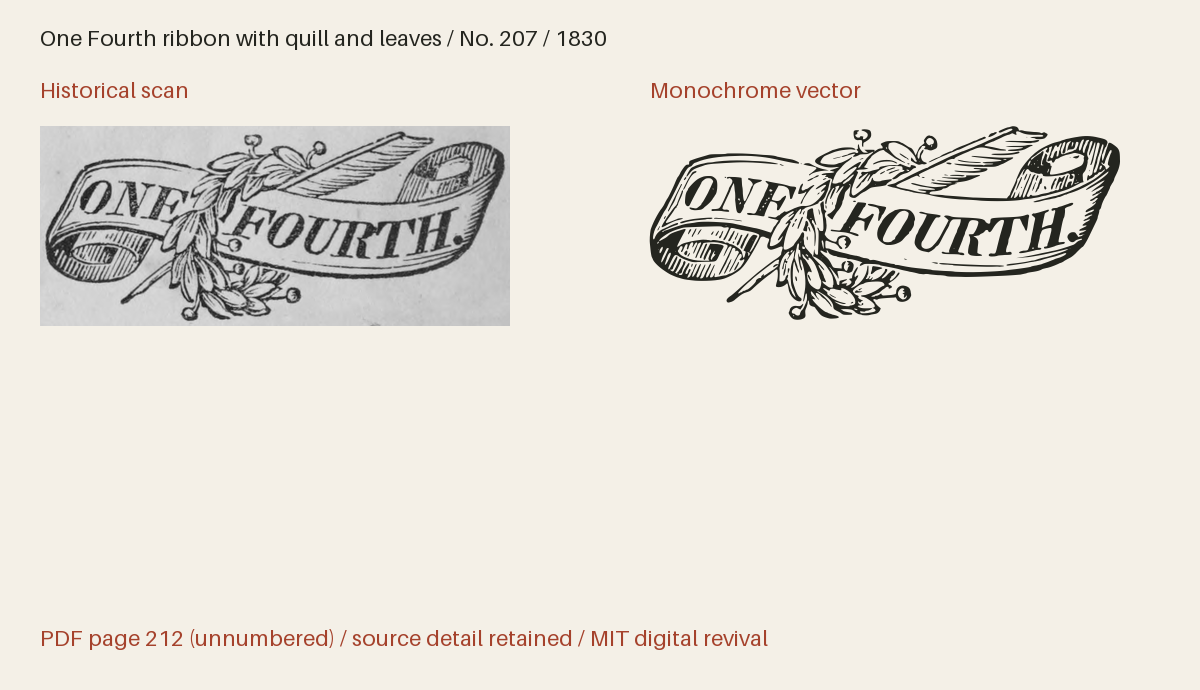 One Fourth ribbon with quill and leaves / No. 207 / 1830
Historical scan
Monochrome vector
ONE FOURTH.
ONE FOURTH.
PDF page 212 (unnumbered) / source detail retained / MIT digital revival